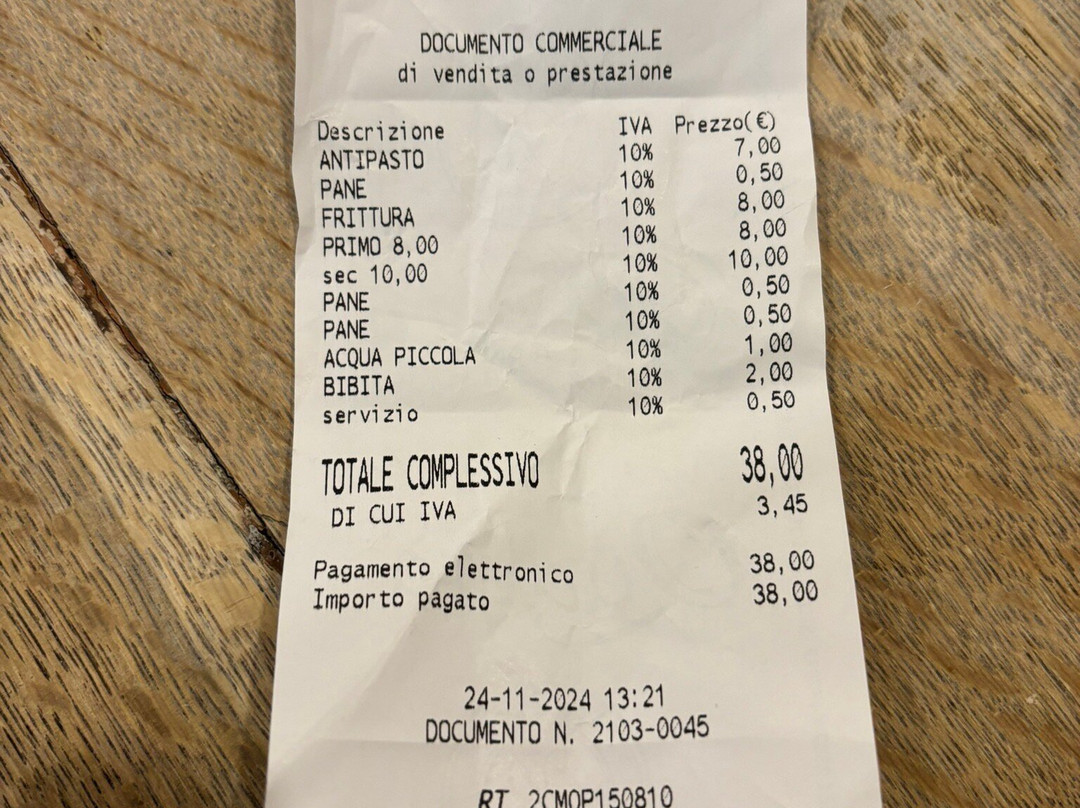 DOCUMENTO COMMERCIALE
di vendita o prestazione
Descrizione IVA Prezzo(€)
ANTIPASTO 10% 7,00
PANE 10% 0,50
FRITTURA 10% 8,00
PRIMO 8,00 10% 8,00
sec 10,00 10% 10,00
PANE 10% 0,50
PANE 10% 0,50
ACQUA PICCOLA 10% 1,00
BIBITA 10% 2,00
servizio 10% 0,50
TOTALE COMPLESSIVO 38,00
DI CUI IVA 3,45
Pagamento elettronico 38,00
Importo pagato 38,00
24-11-2024 13:21
DOCUMENTO N. 2103-0045
RT 2CMOP150810